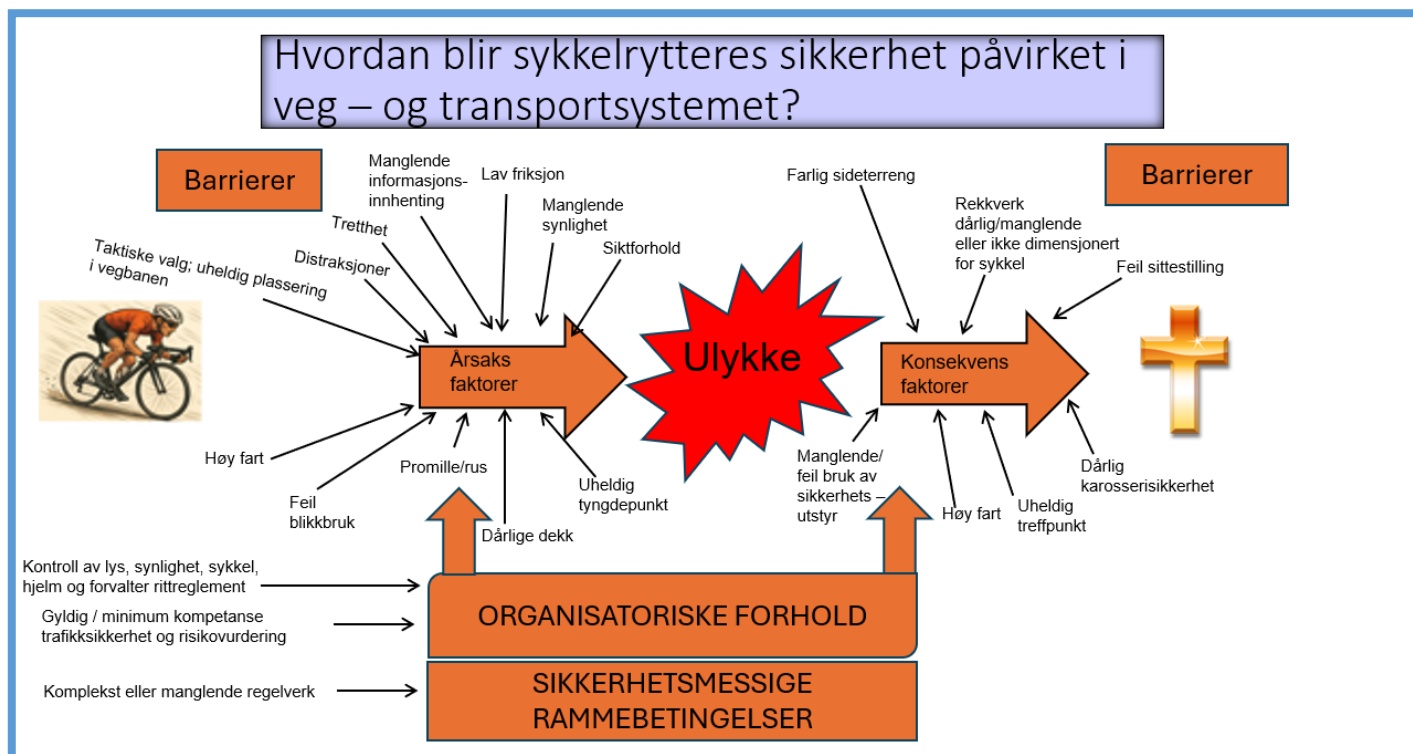 Hvordan blir sykkelrytteres sikkerhet påvirket i
veg – og transportsystemet?
Barrierer
Manglende
informasjons-
innhenting
Lav friksjon
Manglende
synlighet
Tretthet
Siktforhold
Distraksjoner
Taktiske valg; uheldig plassering
i vegbanen
Årsaks
faktorer
Høy fart
Feil
blikkbruk
Promille/rus
Dårlige dekk
Uheldig
tyngdepunkt
Ulykke
Barrierer
Farlig sideterreng
Rekkverk
dårlig/manglende
eller ikke dimensjonert
for sykkel
Feil sittestilling
Konsekvens
faktorer
Manglende/
feil bruk av
sikkerhets –
utstyr
Høy fart
Uheldig
treffpunkt
Dårlig
karosserisikkerhet
Kontroll av lys, synlighet, sykkel,
hjelm og forvalter rittreglement
Gyldig / minimum kompetanse
trafikksikkerhet og risikovurdering
ORGANISATORISKE FORHOLD
Komplekst eller manglende regelverk
SIKKERHETSMESSIGE
RAMMEBETINGELSER